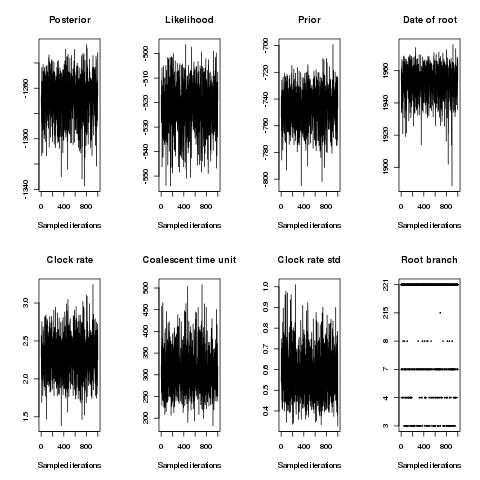 Posterior
Likelihood
Prior
Date of root
-1260
-1300
-1340
-500
-510
-520
-530
-540
-550
-700
-720
-740
-760
-780
-800
1960
1940
1920
1900
0 400 800
0 400 800
0 400 800
0 400 800
Sampled iterations
Sampled iterations
Sampled iterations
Sampled iterations
Clock rate
Coalescent time unit
Clock rate std
Root branch
3.0
2.5
2.0
1.5
500
450
400
350
300
250
200
1.0
0.9
0.8
0.7
0.6
0.5
0.4
221
215
8
7
4
3
0 400 800
0 400 800
0 400 800
0 400 800
Sampled iterations
Sampled iterations
Sampled iterations
Sampled iterations